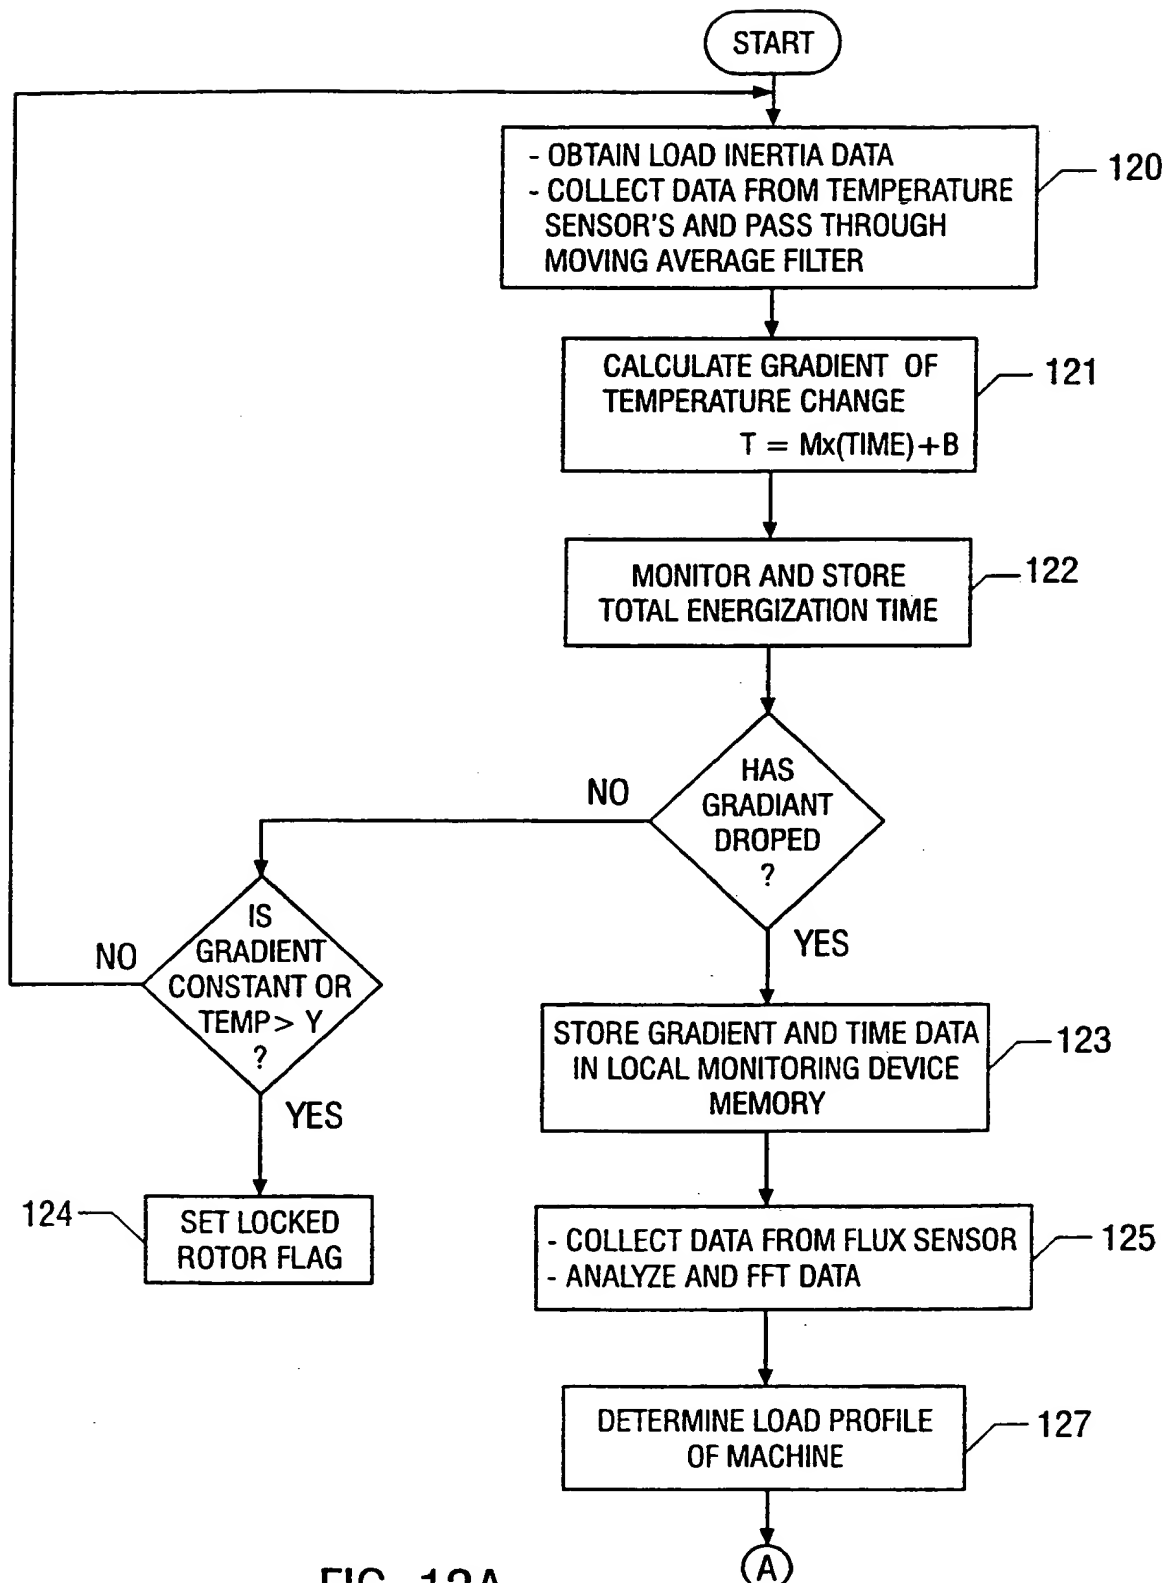 START
- OBTAIN LOAD INERTIA DATA
- COLLECT DATA FROM TEMPERATURE
SENSOR'S AND PASS THROUGH
MOVING AVERAGE FILTER
120
CALCULATE GRADIENT OF
TEMPERATURE CHANGE
T = Mx(TIME)+B
121
MONITOR AND STORE
TOTAL ENERGIZATION TIME
122
HAS
GRADIANT
DROPED
?
NO
YES
IS
GRADIENT
CONSTANT OR
TEMP> Y
?
NO
YES
STORE GRADIENT AND TIME DATA
IN LOCAL MONITORING DEVICE
MEMORY
123
124
SET LOCKED
ROTOR FLAG
- COLLECT DATA FROM FLUX SENSOR
- ANALYZE AND FFT DATA
125
DETERMINE LOAD PROFILE
OF MACHINE
127
A
FIG. 12A